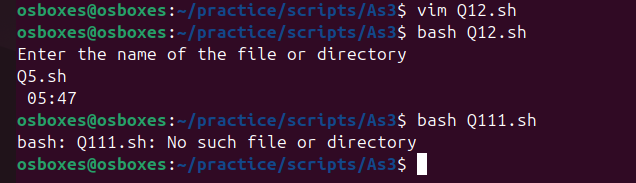 osboxes@osboxes:~/practice/scripts/As3$ vim Q12.sh
osboxes@osboxes:~/practice/scripts/As3$ bash Q12.sh
Enter the name of the file or directory
Q5.sh
 05:47
osboxes@osboxes:~/practice/scripts/As3$ bash Q111.sh
bash: Q111.sh: No such file or directory
osboxes@osboxes:~/practice/scripts/As3$